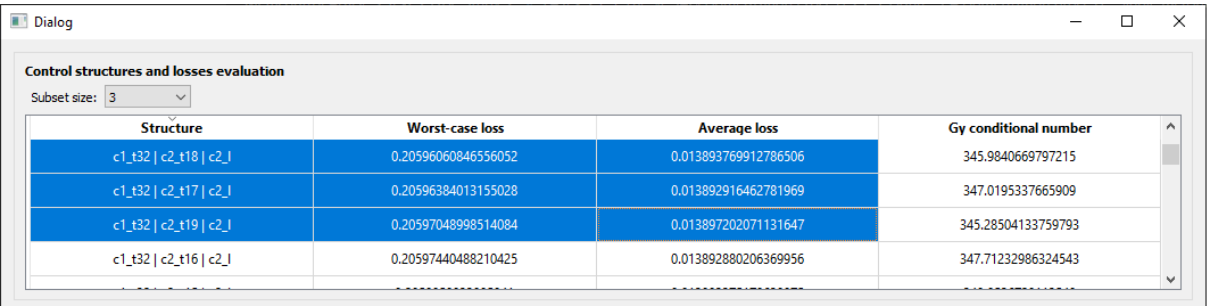 Dialog
Control structures and losses evaluation
Subset size: 3
Structure Worst-case loss Average loss Gy conditional number
c1_t32 | c2_t18 | c2_l 0.20596060846556052 0.013893769912786506 345.9840669797215
c1_t32 | c2_t17 | c2_l 0.20596384013155028 0.013892916462781969 347.0195337665909
c1_t32 | c2_t19 | c2_l 0.20597048998514084 0.013897202071131647 345.28504133759793
c1_t32 | c2_t16 | c2_l 0.20597440488210425 0.013892880206369956 347.71232986324543